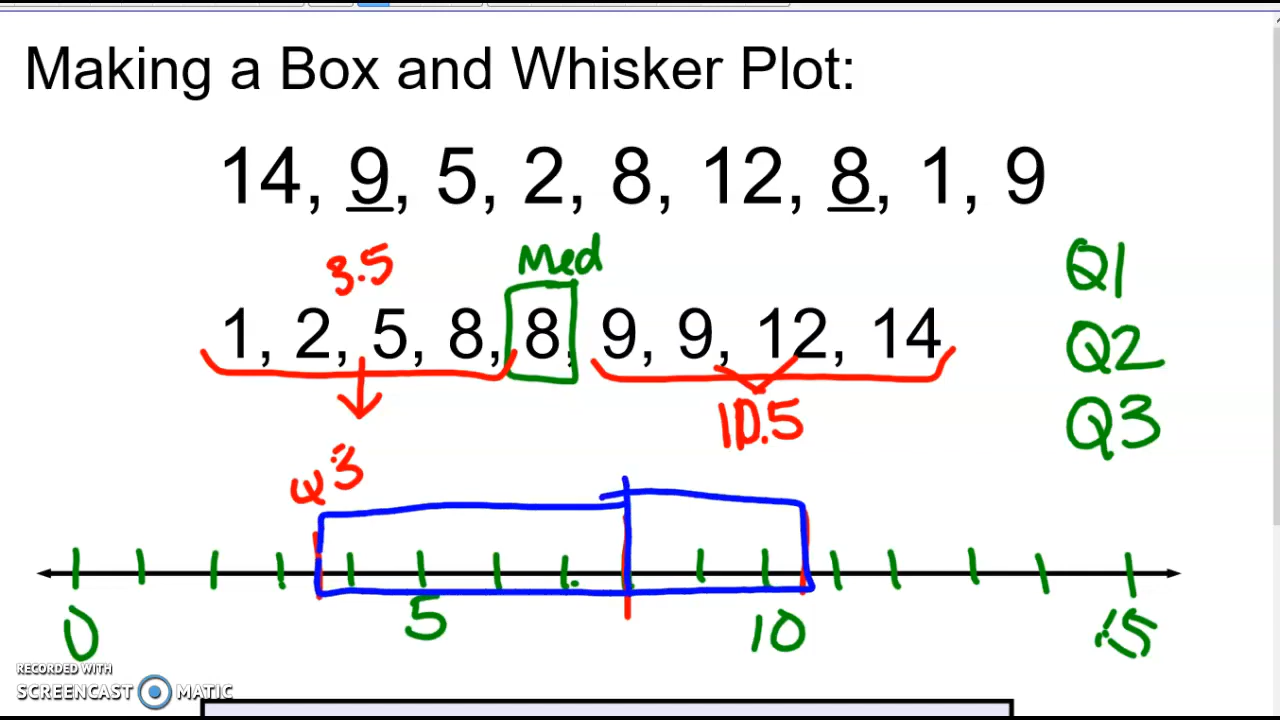 Making a Box and Whisker Plot:
14, 9, 5, 2, 8, 12, 8, 1, 9
Med
3.5
Q1
1, 2, 5, 8, 8, 9, 9, 12, 14
Q2
10.5
Q3
0
5
10
15
RECORDED WITH
SCREENCAST MATIC